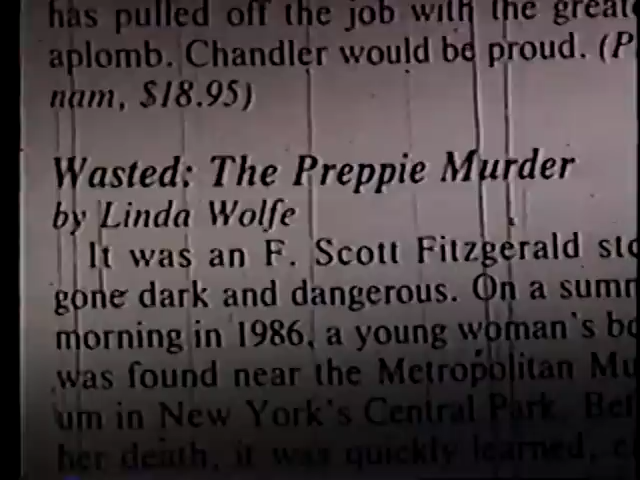 has pulled off the job with the
aplomb. Chandler would be proud. (P
nam, $18.95)
Wasted: The Preppie Murder
by Linda Wolfe
It was an F. Scott Fitzgerald sto
gone dark and dangerous. On a summ
morning in 1986, a young woman's bo
was found near the Metropolitan Mu
um in New York's Central Park. Bef
her death, it was quickly learned,